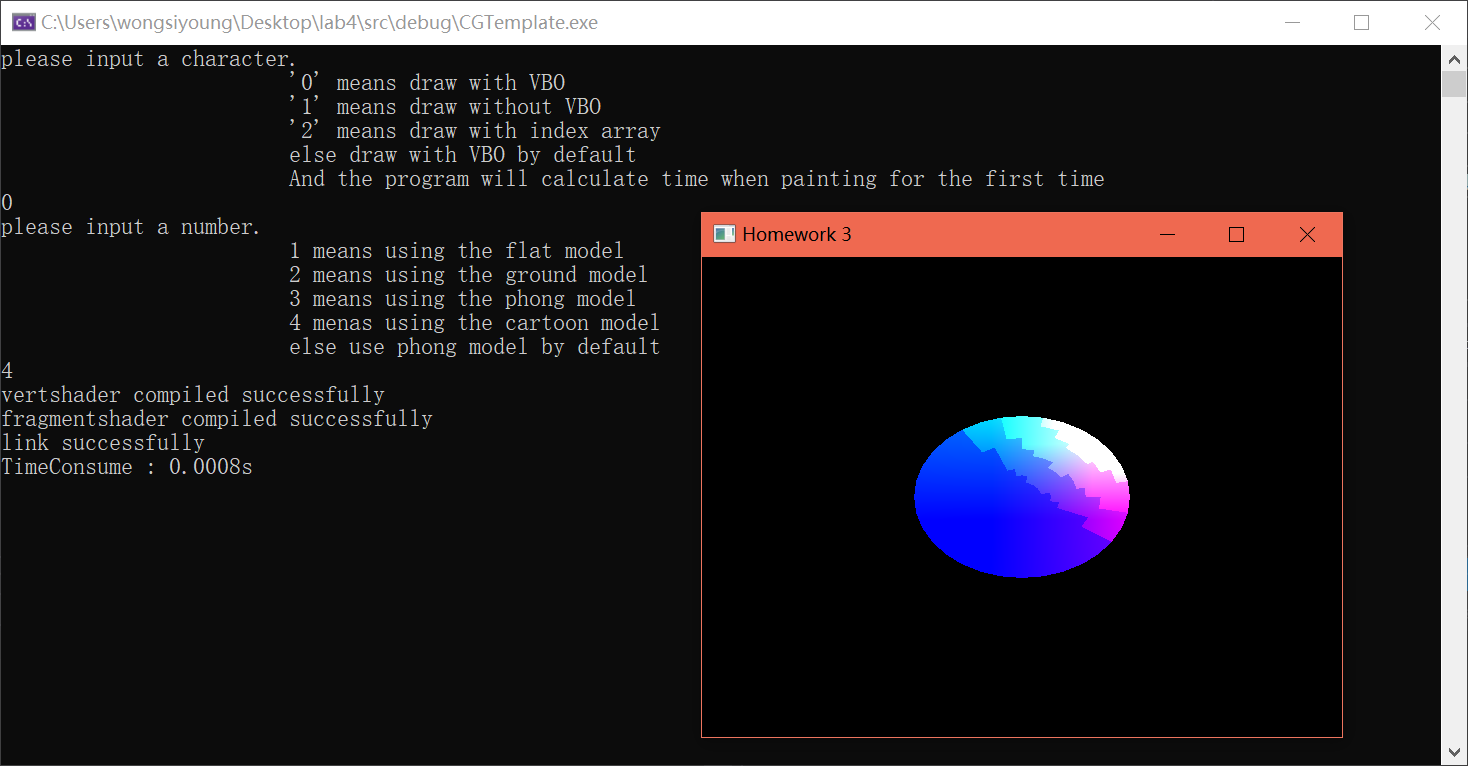 C:\Users\wongsiyoung\Desktop\lab4\src\debug\CGTemplate.exe
please input a character.
'0' means draw with VBO
'1' means draw without VBO
'2' means draw with index array
else draw with VBO by default
And the program will calculate time when painting for the first time
0
please input a number.
1 means using the flat model
2 means using the ground model
3 means using the phong model
4 menas using the cartoon model
else use phong model by default
4
vertshader compiled successfully
fragmentshader compiled successfully
link successfully
TimeConsume : 0.0008s
Homework 3